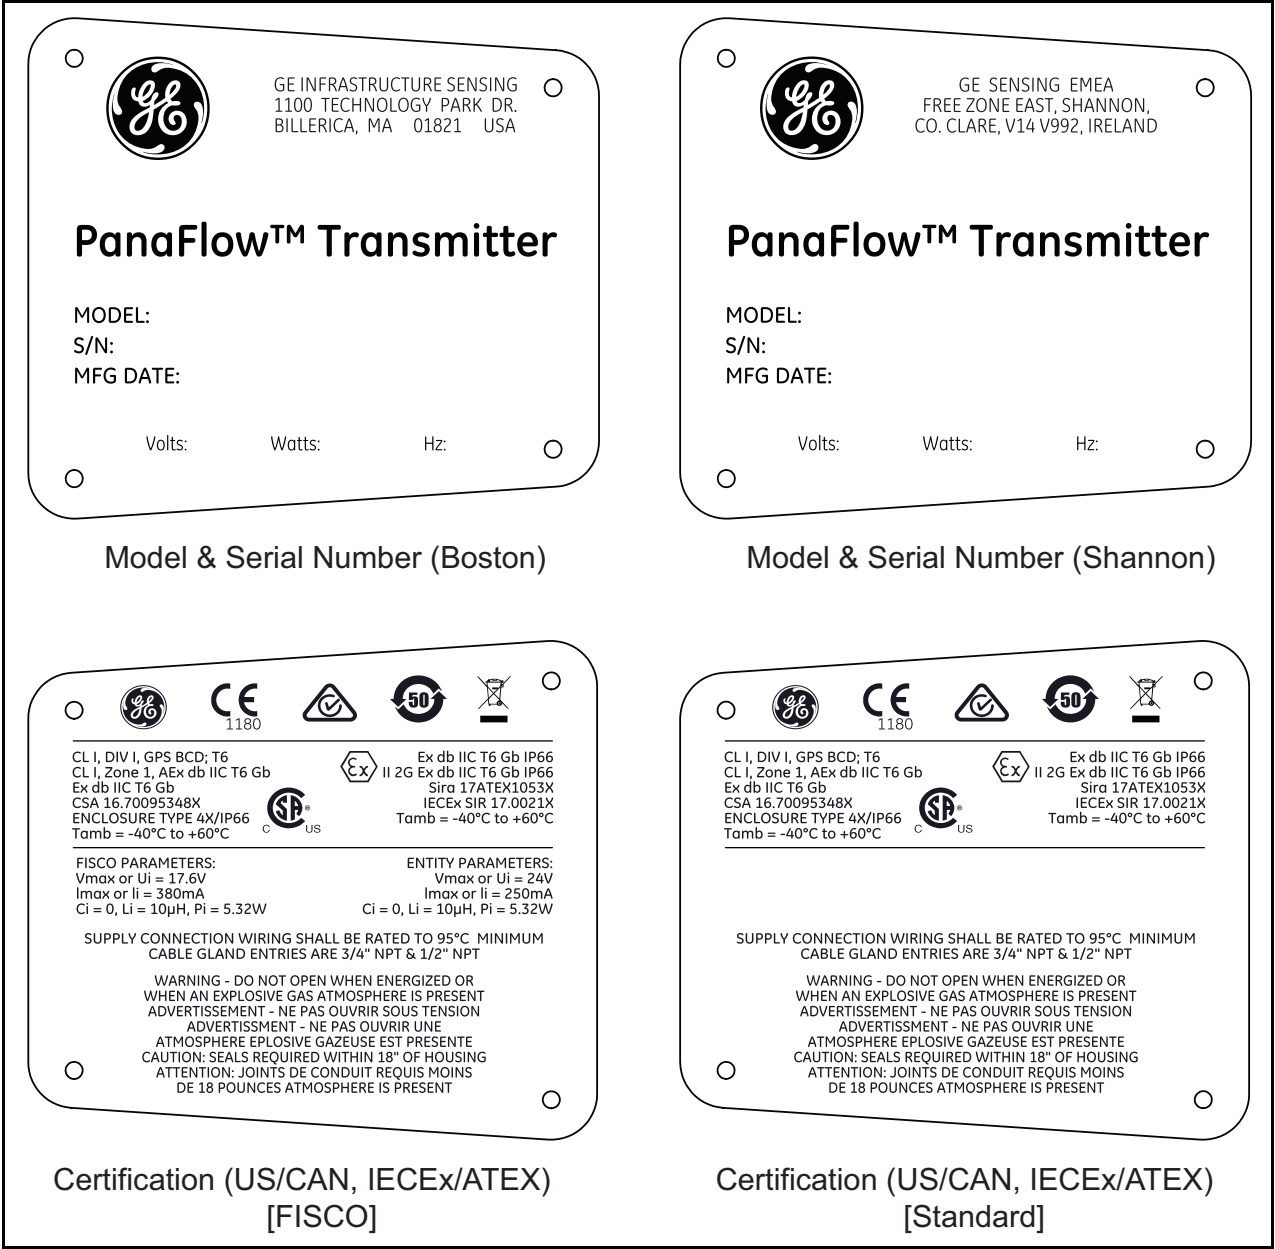 GE
GE INFRASTRUCTURE SENSING
1100 TECHNOLOGY PARK DR.
BILLERICA, MA 01821 USA
PanaFlow™ Transmitter
MODEL:
S/N:
MFG DATE:
Volts: Watts: Hz:
Model & Serial Number (Boston)
GE
GE SENSING EMEA
FREE ZONE EAST, SHANNON,
CO. CLARE, V14 V992, IRELAND
PanaFlow™ Transmitter
MODEL:
S/N:
MFG DATE:
Volts: Watts: Hz:
Model & Serial Number (Shannon)
GE CE 50
1180
CL I, DIV I, GPS BCD; T6
CL I, Zone 1, AEx db IIC T6 Gb
Ex db IIC T6 Gb
CSA 16.70095348X
ENCLOSURE TYPE 4X/IP66
Tamb = -40°C to +60°C
C SA ® US
Ex
Ex db IIC T6 Gb IP66
II 2G Ex db IIC T6 Gb IP66
Sira 17ATEX1053X
IECEx SIR 17.0021X
Tamb = -40°C to +60°C
FISCO PARAMETERS:
Vmax or Ui = 17.6V
lmax or li = 380mA
Ci = 0, Li = 10µH, Pi = 5.32W
ENTITY PARAMETERS:
Vmax or Ui = 24V
lmax or li = 250mA
Ci = 0, Li = 10µH, Pi = 5.32W
SUPPLY CONNECTION WIRING SHALL BE RATED TO 95°C MINIMUM
CABLE GLAND ENTRIES ARE 3/4" NPT & 1/2" NPT
WARNING - DO NOT OPEN WHEN ENERGIZED OR
WHEN AN EXPLOSIVE GAS ATMOSPHERE IS PRESENT
ADVERTISSEMENT - NE PAS OUVRIR SOUS TENSION
ADVERTISSMENT - NE PAS OUVRIR UNE
ATMOSPHERE EPLOSIVE GAZEUSE EST PRESENTE
CAUTION: SEALS REQUIRED WITHIN 18" OF HOUSING
ATTENTION: JOINTS DE CONDUIT REQUIS MOINS
DE 18 POUNCES ATMOSPHERE IS PRESENT
Certification (US/CAN, IECEx/ATEX)
[FISCO]
GE CE 50
1180
CL I, DIV I, GPS BCD; T6
CL I, Zone 1, AEx db IIC T6 Gb
Ex db IIC T6 Gb
CSA 16.70095348X
ENCLOSURE TYPE 4X/IP66
Tamb = -40°C to +60°C
C SA ® US
Ex
Ex db IIC T6 Gb IP66
II 2G Ex db IIC T6 Gb IP66
Sira 17ATEX1053X
IECEx SIR 17.0021X
Tamb = -40°C to +60°C
SUPPLY CONNECTION WIRING SHALL BE RATED TO 95°C MINIMUM
CABLE GLAND ENTRIES ARE 3/4" NPT & 1/2" NPT
WARNING - DO NOT OPEN WHEN ENERGIZED OR
WHEN AN EXPLOSIVE GAS ATMOSPHERE IS PRESENT
ADVERTISSEMENT - NE PAS OUVRIR SOUS TENSION
ADVERTISSMENT - NE PAS OUVRIR UNE
ATMOSPHERE EPLOSIVE GAZEUSE EST PRESENTE
CAUTION: SEALS REQUIRED WITHIN 18" OF HOUSING
ATTENTION: JOINTS DE CONDUIT REQUIS MOINS
DE 18 POUNCES ATMOSPHERE IS PRESENT
Certification (US/CAN, IECEx/ATEX)
[Standard]